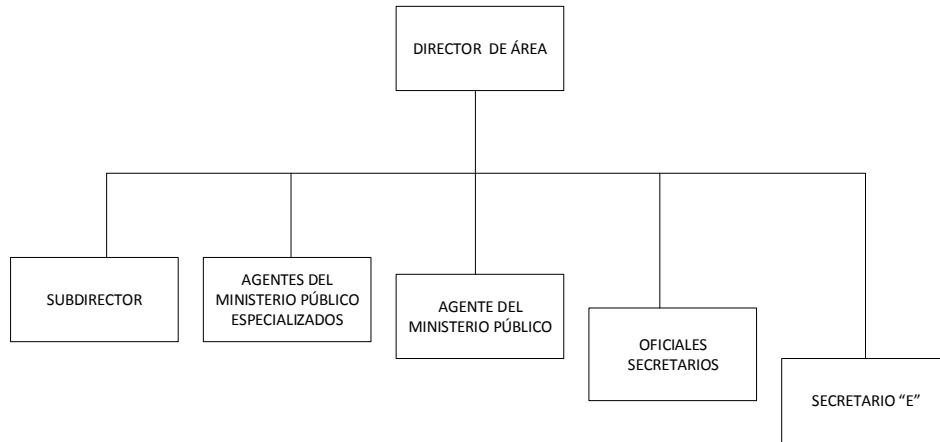 DIRECTOR DE ÁREA
SUBDIRECTOR
AGENTES DEL
MINISTERIO PÚBLICO
ESPECIALIZADOS
AGENTE DEL
MINISTERIO PÚBLICO
OFICIALES
SECRETARIOS
SECRETARIO “E”